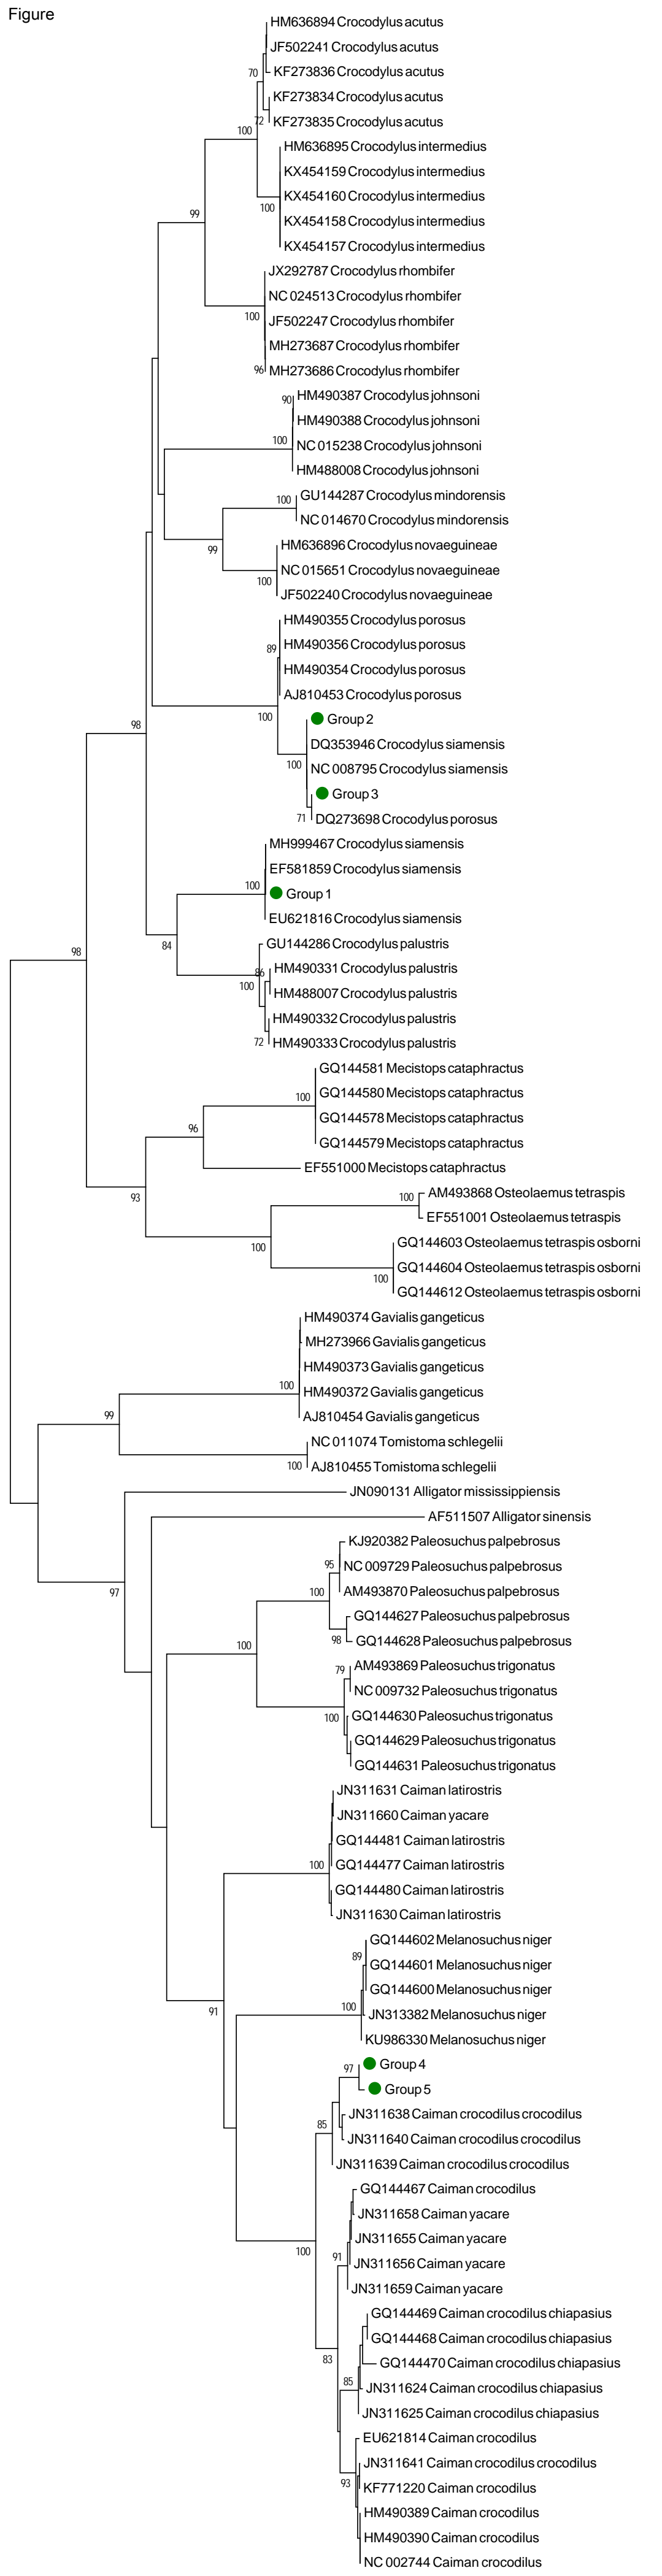 Figure
HM636894 Crocodylus acutus
JF502241 Crocodylus acutus
KF273836 Crocodylus acutus
70
KF273834 Crocodylus acutus
KF273835 Crocodylus acutus
72
100
HM636895 Crocodylus intermedius
KX454159 Crocodylus intermedius
KX454160 Crocodylus intermedius
100
KX454158 Crocodylus intermedius
99
KX454157 Crocodylus intermedius
JX292787 Crocodylus rhombifer
NC 024513 Crocodylus rhombifer
100
JF502247 Crocodylus rhombifer
MH273687 Crocodylus rhombifer
96
MH273686 Crocodylus rhombifer
90
HM490387 Crocodylus johnsoni
HM490388 Crocodylus johnsoni
100
NC 015238 Crocodylus johnsoni
HM488008 Crocodylus johnsoni
100
GU144287 Crocodylus mindorensis
NC 014670 Crocodylus mindorensis
99
HM636896 Crocodylus novaeguineae
NC 015651 Crocodylus novaeguineae
100
JF502240 Crocodylus novaeguineae
HM490355 Crocodylus porosus
89
HM490356 Crocodylus porosus
HM490354 Crocodylus porosus
AJ810453 Crocodylus porosus
100
Group 2
98
DQ353946 Crocodylus siamensis
100
NC 008795 Crocodylus siamensis
Group 3
71
DQ273698 Crocodylus porosus
MH999467 Crocodylus siamensis
EF581859 Crocodylus siamensis
100
Group 1
EU621816 Crocodylus siamensis
84
GU144286 Crocodylus palustris
98
86
HM490331 Crocodylus palustris
100
HM488007 Crocodylus palustris
HM490332 Crocodylus palustris
72
HM490333 Crocodylus palustris
GQ144581 Mecistops cataphractus
100
GQ144580 Mecistops cataphractus
GQ144578 Mecistops cataphractus
96
GQ144579 Mecistops cataphractus
EF551000 Mecistops cataphractus
93
100
AM493868 Osteolaemus tetraspis
EF551001 Osteolaemus tetraspis
100
GQ144603 Osteolaemus tetraspis osborni
GQ144604 Osteolaemus tetraspis osborni
100
GQ144612 Osteolaemus tetraspis osborni
HM490374 Gavialis gangeticus
MH273966 Gavialis gangeticus
HM490373 Gavialis gangeticus
100
HM490372 Gavialis gangeticus
99
AJ810454 Gavialis gangeticus
NC 011074 Tomistoma schlegelii
100
AJ810455 Tomistoma schlegelii
JN090131 Alligator mississippiensis
AF511507 Alligator sinensis
97
KJ920382 Paleosuchus palpebrosus
95
NC 009729 Paleosuchus palpebrosus
100
AM493870 Paleosuchus palpebrosus
GQ144627 Paleosuchus palpebrosus
98
GQ144628 Paleosuchus palpebrosus
100
79
AM493869 Paleosuchus trigonatus
NC 009732 Paleosuchus trigonatus
100
GQ144630 Paleosuchus trigonatus
GQ144629 Paleosuchus trigonatus
GQ144631 Paleosuchus trigonatus
JN311631 Caiman latirostris
JN311660 Caiman yacare
GQ144481 Caiman latirostris
100
GQ144477 Caiman latirostris
GQ144480 Caiman latirostris
JN311630 Caiman latirostris
GQ144602 Melanosuchus niger
89
GQ144601 Melanosuchus niger
GQ144600 Melanosuchus niger
100
91
JN313382 Melanosuchus niger
KU986330 Melanosuchus niger
97
Group 4
Group 5
85
JN311638 Caiman crocodilus crocodilus
JN311640 Caiman crocodilus crocodilus
JN311639 Caiman crocodilus crocodilus
GQ144467 Caiman crocodilus
JN311658 Caiman yacare
100
91
JN311655 Caiman yacare
JN311656 Caiman yacare
JN311659 Caiman yacare
GQ144469 Caiman crocodilus chiapasius
GQ144468 Caiman crocodilus chiapasius
83
GQ144470 Caiman crocodilus chiapasius
85
JN311624 Caiman crocodilus chiapasius
JN311625 Caiman crocodilus chiapasius
EU621814 Caiman crocodilus
JN311641 Caiman crocodilus crocodilus
93
KF771220 Caiman crocodilus
HM490389 Caiman crocodilus
HM490390 Caiman crocodilus
NC 002744 Caiman crocodilus